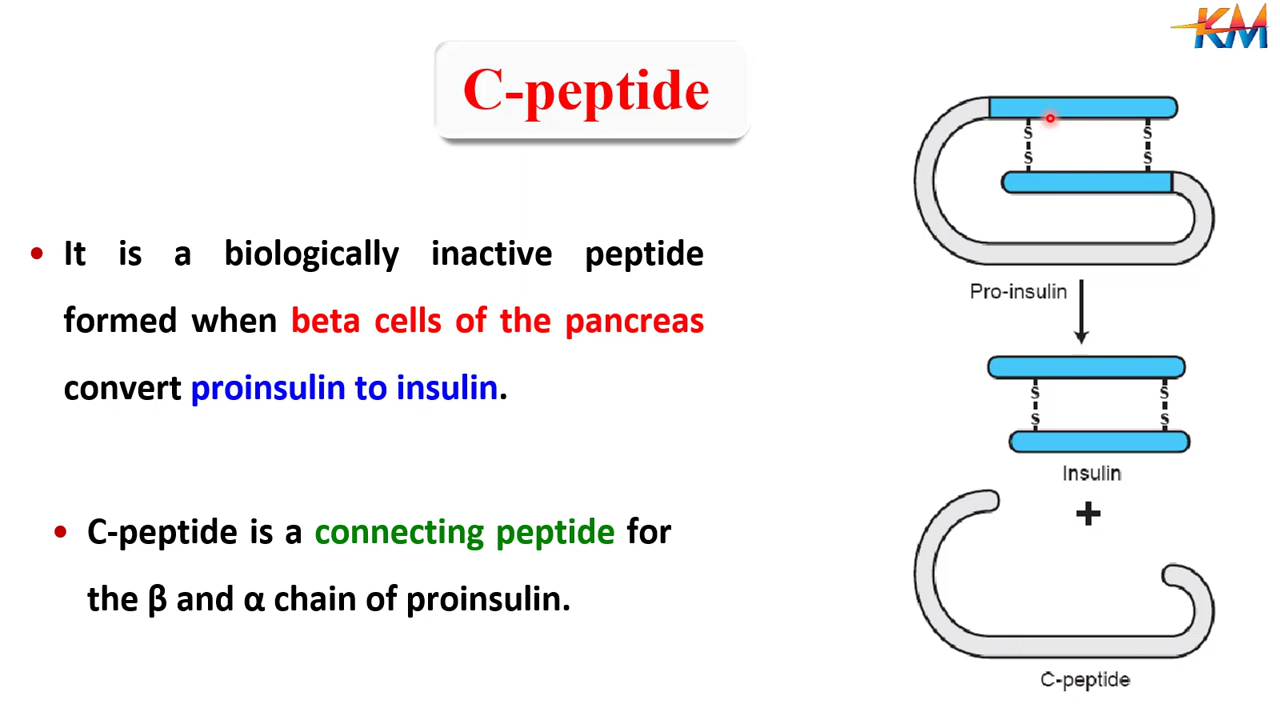 KM
C-peptide
• It is a biologically inactive peptide
formed when beta cells of the pancreas
convert proinsulin to insulin.
• C-peptide is a connecting peptide for
the β and α chain of proinsulin.
S S
S S
Pro-insulin
S S
S S
Insulin
+
C-peptide